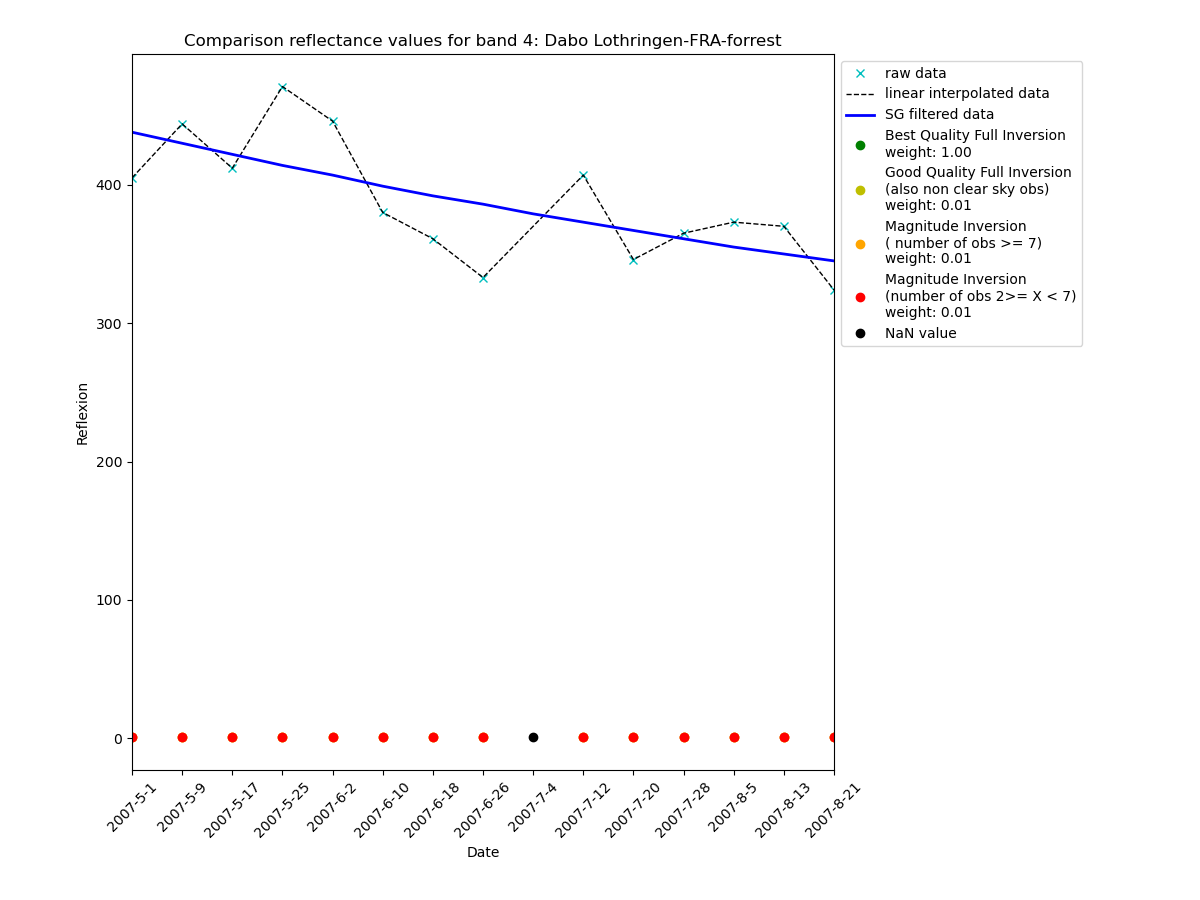 Comparison reflectance values for band 4: Dabo Lothringen-FRA-forrest
raw data
linear interpolated data
SG filtered data
Best Quality Full Inversion
weight: 1.00
Good Quality Full Inversion
(also non clear sky obs)
weight: 0.01
Magnitude Inversion
( number of obs >= 7)
weight: 0.01
Magnitude Inversion
(number of obs 2>= X < 7)
weight: 0.01
NaN value
Reflexion
400
300
200
100
0
2007-5-1
2007-5-9
2007-5-17
2007-5-25
2007-6-2
2007-6-10
2007-6-18
2007-6-26
2007-7-4
2007-7-12
2007-7-20
2007-7-28
2007-8-5
2007-8-13
2007-8-21
Date